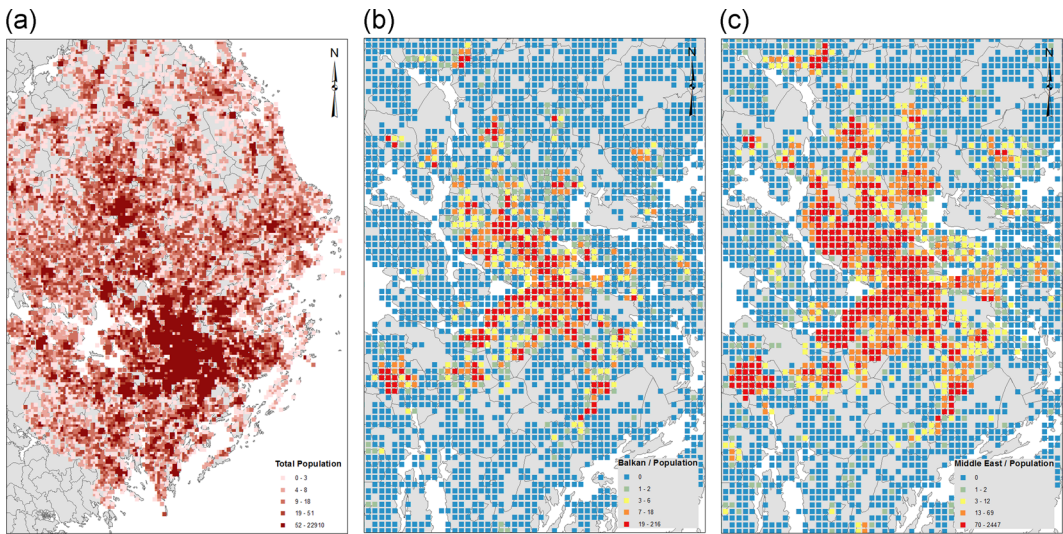 (a)
N
Total Population
0 - 3
4 - 8
9 - 18
19 - 51
52 - 22910
(b)
N
Balkan / Population
0
1 - 2
3 - 6
7 - 18
19 - 216
(c)
N
Middle East / Population
0
1 - 2
3 - 12
13 - 69
70 - 2447